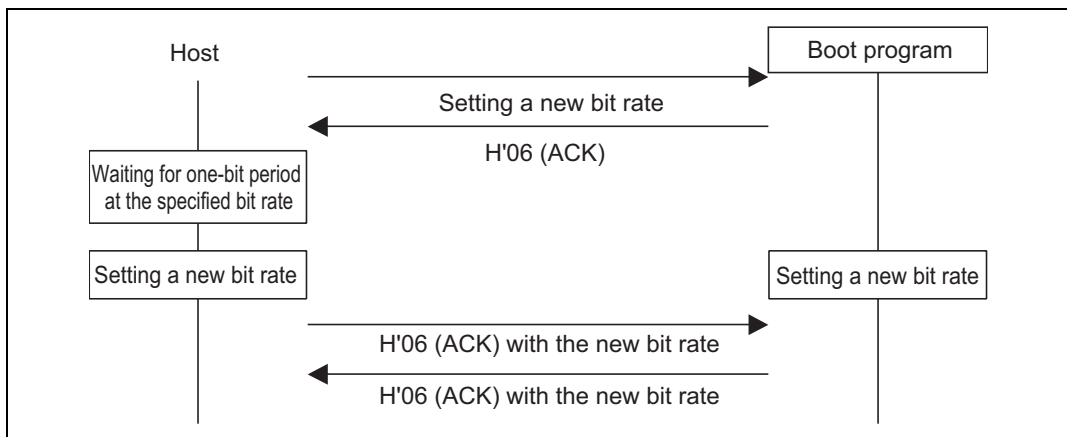 Host
Boot program
Setting a new bit rate
H'06 (ACK)
Waiting for one-bit period
at the specified bit rate
Setting a new bit rate
Setting a new bit rate
H'06 (ACK) with the new bit rate
H'06 (ACK) with the new bit rate